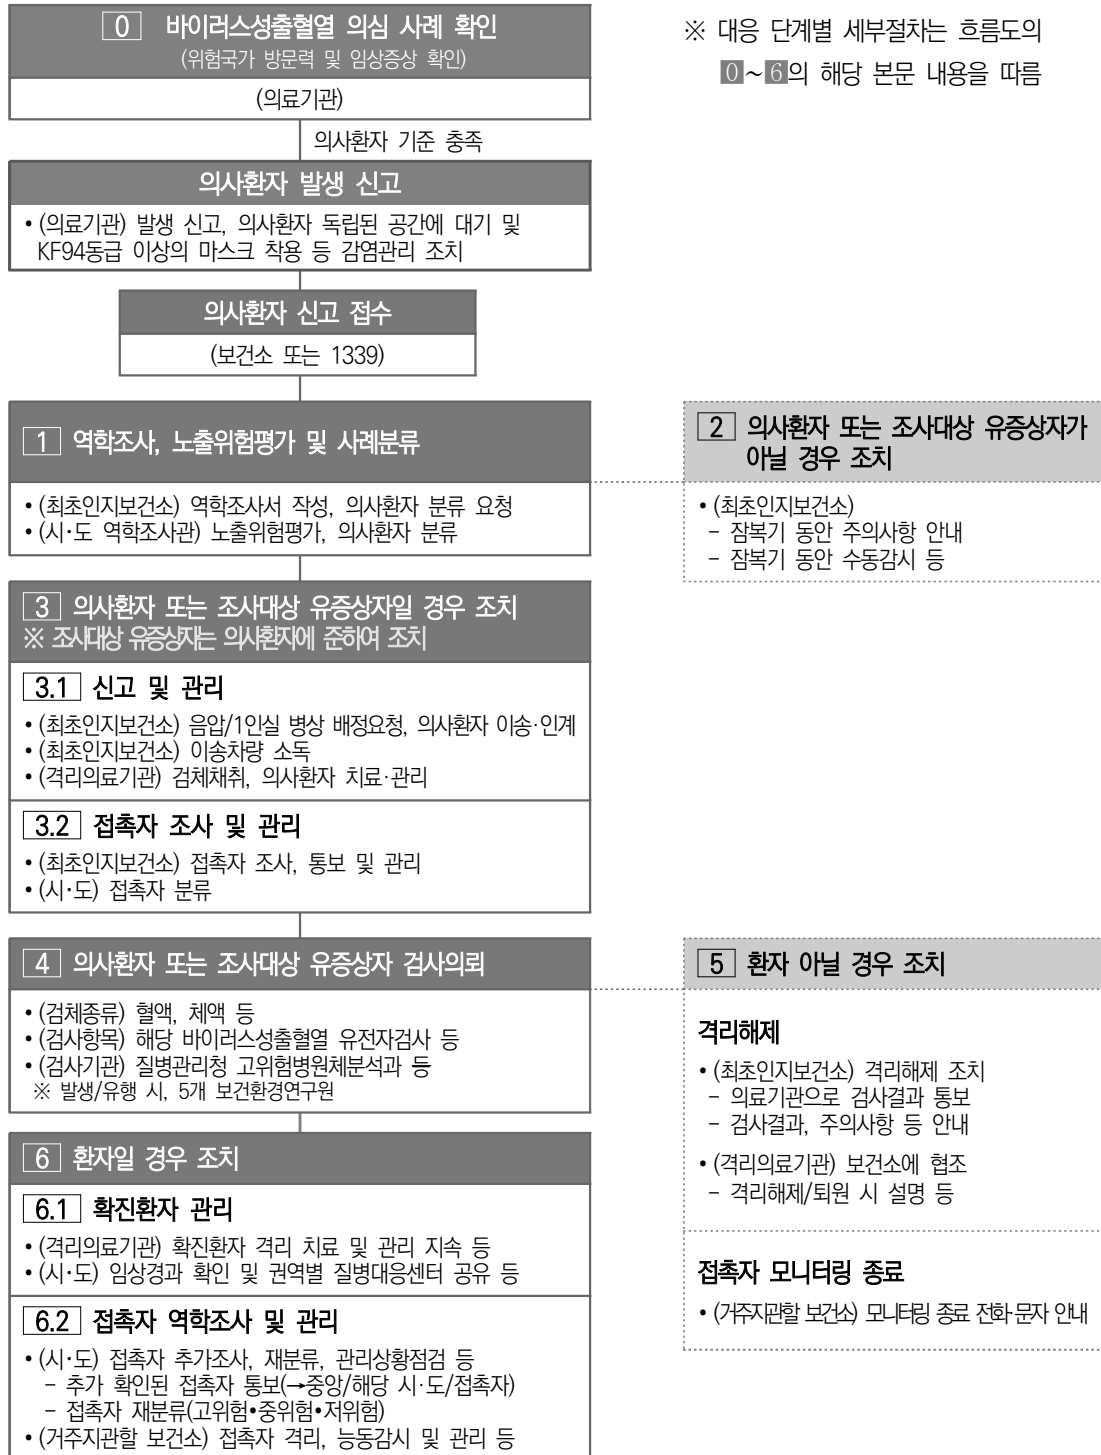 0 바이러스성출혈열 의심 사례 확인
(위험국가 방문력 및 임상증상 확인)
(의료기관)
※ 대응 단계별 세부절차는 흐름도의
0~6의 해당 본문 내용을 따름
의사환자 기준 충족
의사환자 발생 신고
• (의료기관) 발생 신고, 의사환자 독립된 공간에 대기 및
KF94동급 이상의 마스크 착용 등 감염관리 조치
의사환자 신고 접수
(보건소 또는 1339)
1 역학조사, 노출위험평가 및 사례분류
• (최초인지보건소) 역학조사서 작성, 의사환자 분류 요청
• (시·도 역학조사관) 노출위험평가, 의사환자 분류
2 의사환자 또는 조사대상 유증상자가
아닐 경우 조치
• (최초인지보건소)
- 잠복기 동안 주의사항 안내
- 잠복기 동안 수동감시 등
3 의사환자 또는 조사대상 유증상자일 경우 조치
※ 조사대상 유증상자는 의사환자에 준하여 조치
3.1 신고 및 관리
• (최초인지보건소) 음압/1인실 병상 배정요청, 의사환자 이송·인계
• (최초인지보건소) 이송차량 소독
• (격리의료기관) 검체채취, 의사환자 치료·관리
3.2 접촉자 조사 및 관리
• (최초인지보건소) 접촉자 조사, 통보 및 관리
• (시·도) 접촉자 분류
4 의사환자 또는 조사대상 유증상자 검사의뢰
• (검체종류) 혈액, 체액 등
• (검사항목) 해당 바이러스성출혈열 유전자검사 등
• (검사기관) 질병관리청 고위험병원체분석과 등
※ 발생/유행 시, 5개 보건환경연구원
5 환자 아닐 경우 조치
격리해제
• (최초인지보건소) 격리해제 조치
- 의료기관으로 검사결과 통보
- 검사결과, 주의사항 등 안내
• (격리의료기관) 보건소에 협조
- 격리해제/퇴원 시 설명 등
접촉자 모니터링 종료
• (거주지관할 보건소) 모니터링 종료 전화·문자 안내
6 환자일 경우 조치
6.1 확진환자 관리
• (격리의료기관) 확진환자 격리 치료 및 관리 지속 등
• (시·도) 임상경과 확인 및 권역별 질병대응센터 공유 등
6.2 접촉자 역학조사 및 관리
• (시·도) 접촉자 추가조사, 재분류, 관리상황점검 등
- 추가 확인된 접촉자 통보(→중앙/해당 시·도/접촉자)
- 접촉자 재분류(고위험•중위험•저위험)
• (거주지관할 보건소) 접촉자 격리, 능동감시 및 관리 등